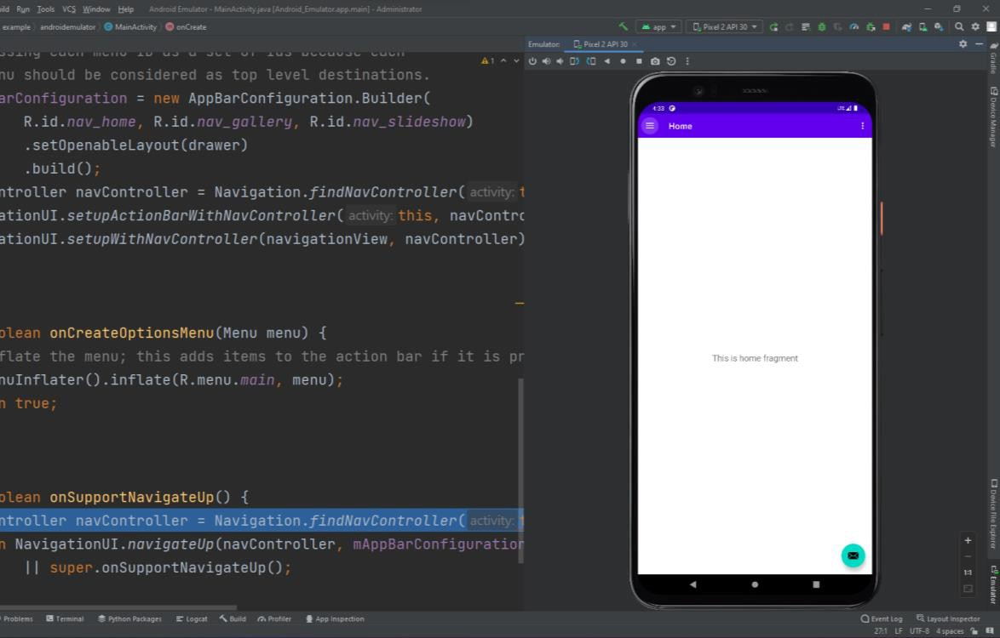 ild Run Tools VCS Window Help Android Emulator - MainActivity.java [Android_Emulator.app.main] - Administrator
example androidemulator MainActivity onCreate app Pixel 2 API 30
Emulator: Pixel 2 API 30
1
ssing each menu ID as a set of Ids because each
nu should be considered as top level destinations.
arConfiguration = new AppBarConfiguration.Builder(
R.id.nav_home, R.id.nav_gallery, R.id.nav_slideshow)
.setOpenableLayout(drawer)
.build();
ntroller navController = Navigation.findNavController( activity: t
ationUI.setupActionBarWithNavController( activity: this, navContro
ationUI.setupWithNavController(navigationView, navController)
olean onCreateOptionsMenu(Menu menu) {
flate the menu; this adds items to the action bar if it is pr
nuInflater().inflate(R.menu.main, menu);
n true;
olean onSupportNavigateUp() {
ntroller navController = Navigation.findNavController( activity: t
n NavigationUI.navigateUp(navController, mAppBarConfiguration
|| super.onSupportNavigateUp();
4:33 LTE
Home
This is home fragment
Gradle
Device Manager
Device File Explorer
Emulator
1:1
Problems Terminal Python Packages Logcat Build Profiler App Inspection Event Log Layout Inspector
27:1 LF UTF-8 4 spaces